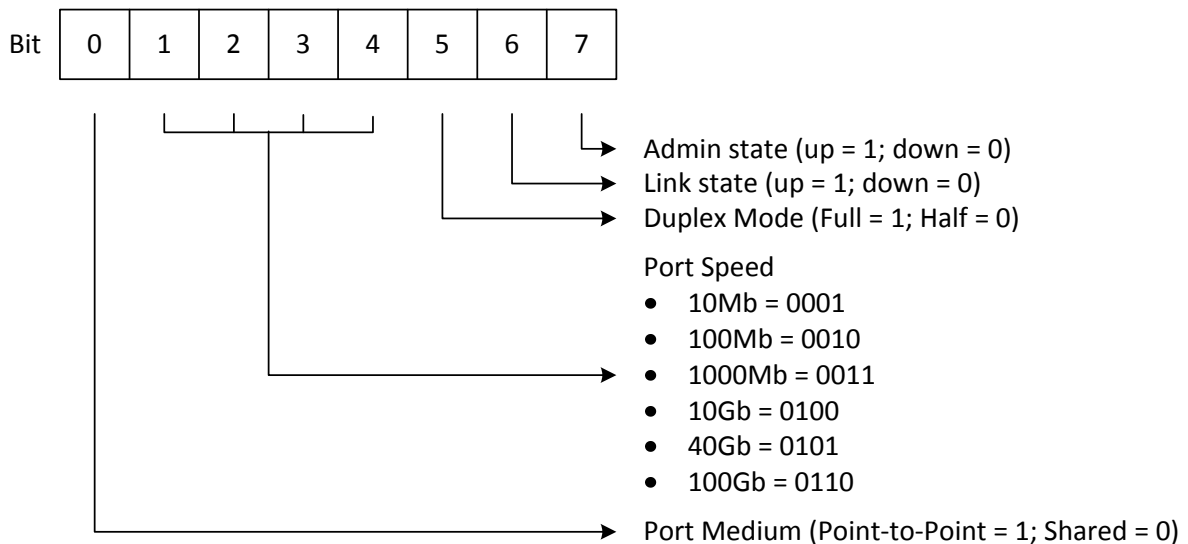 Bit 0 1 2 3 4 5 6 7
Admin state (up = 1; down = 0)
Link state (up = 1; down = 0)
Duplex Mode (Full = 1; Half = 0)
Port Speed
• 10Mb = 0001
• 100Mb = 0010
• 1000Mb = 0011
• 10Gb = 0100
• 40Gb = 0101
• 100Gb = 0110
Port Medium (Point-to-Point = 1; Shared = 0)